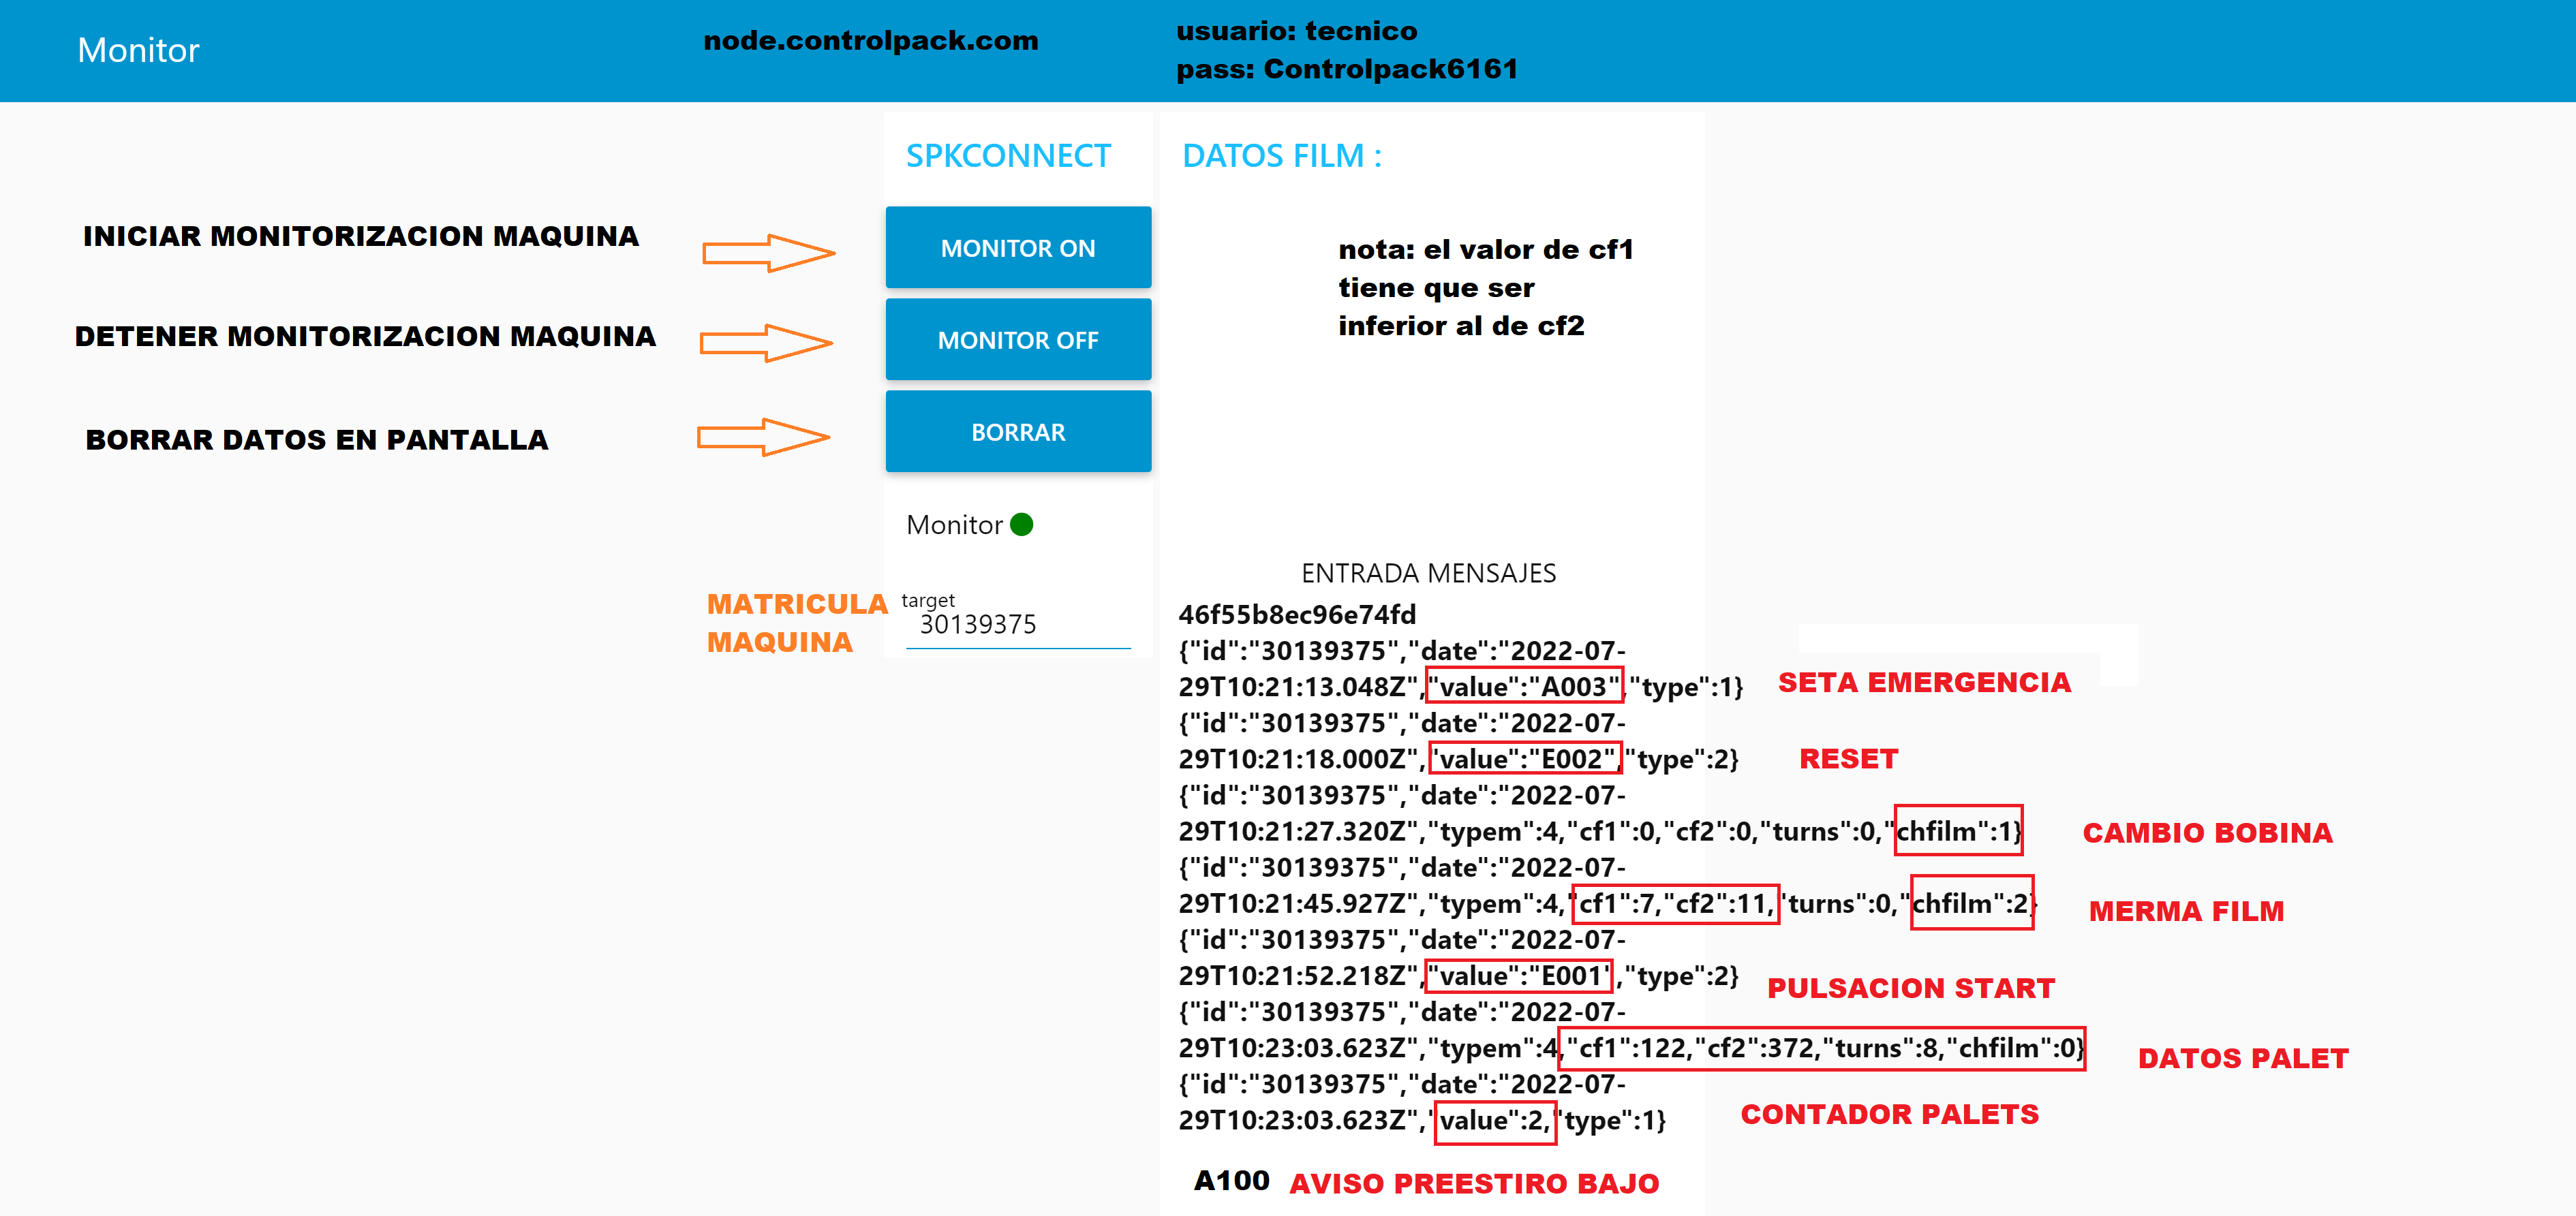 Monitor
node.controlpack.com
usuario: tecnico
pass: Controlpack6161
SPKCONNECT
DATOS FILM :
INICIAR MONITORIZACION MAQUINA
MONITOR ON
nota: el valor de cf1
tiene que ser
inferior al de cf2
DETENER MONITORIZACION MAQUINA
MONITOR OFF
BORRAR DATOS EN PANTALLA
BORRAR
Monitor
MATRICULA
MAQUINA
target
30139375
ENTRADA MENSAJES
46f55b8ec96e74fd
{"id":"30139375","date":"2022-07-
29T10:21:13.048Z","value":"A003","type":1}
SETA EMERGENCIA
{"id":"30139375","date":"2022-07-
29T10:21:18.000Z","value":"E002","type":2}
RESET
{"id":"30139375","date":"2022-07-
29T10:21:27.320Z","typem":4,"cf1":0,"cf2":0,"turns":0,"chfilm":1}
CAMBIO BOBINA
{"id":"30139375","date":"2022-07-
29T10:21:45.927Z","typem":4,"cf1":7,"cf2":11,"turns":0,"chfilm":2}
MERMA FILM
{"id":"30139375","date":"2022-07-
29T10:21:52.218Z","value":"E001","type":2}
PULSACION START
{"id":"30139375","date":"2022-07-
29T10:23:03.623Z","typem":4,"cf1":122,"cf2":372,"turns":8,"chfilm":0}
DATOS PALET
{"id":"30139375","date":"2022-07-
29T10:23:03.623Z","value":2,"type":1}
CONTADOR PALETS
A100 AVISO PREESTIRO BAJO